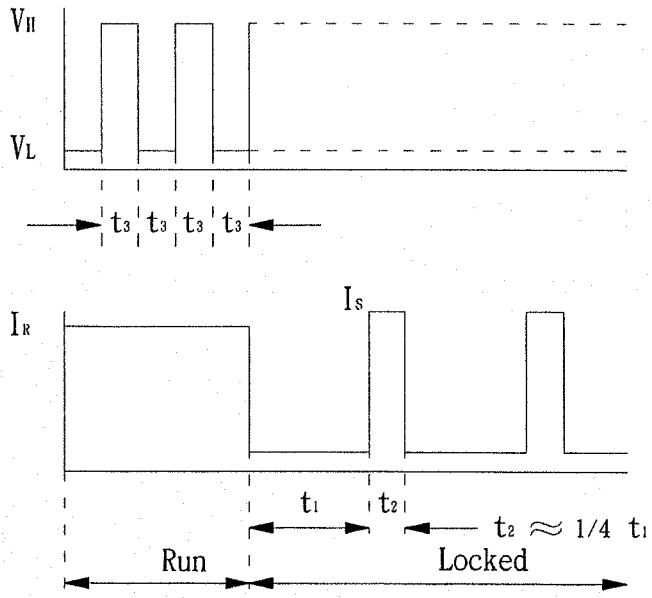 VH
VL
t3 t3 t3 t3
IS
IR
t1 t2
t2 ≈ 1/4 t1
Run Locked